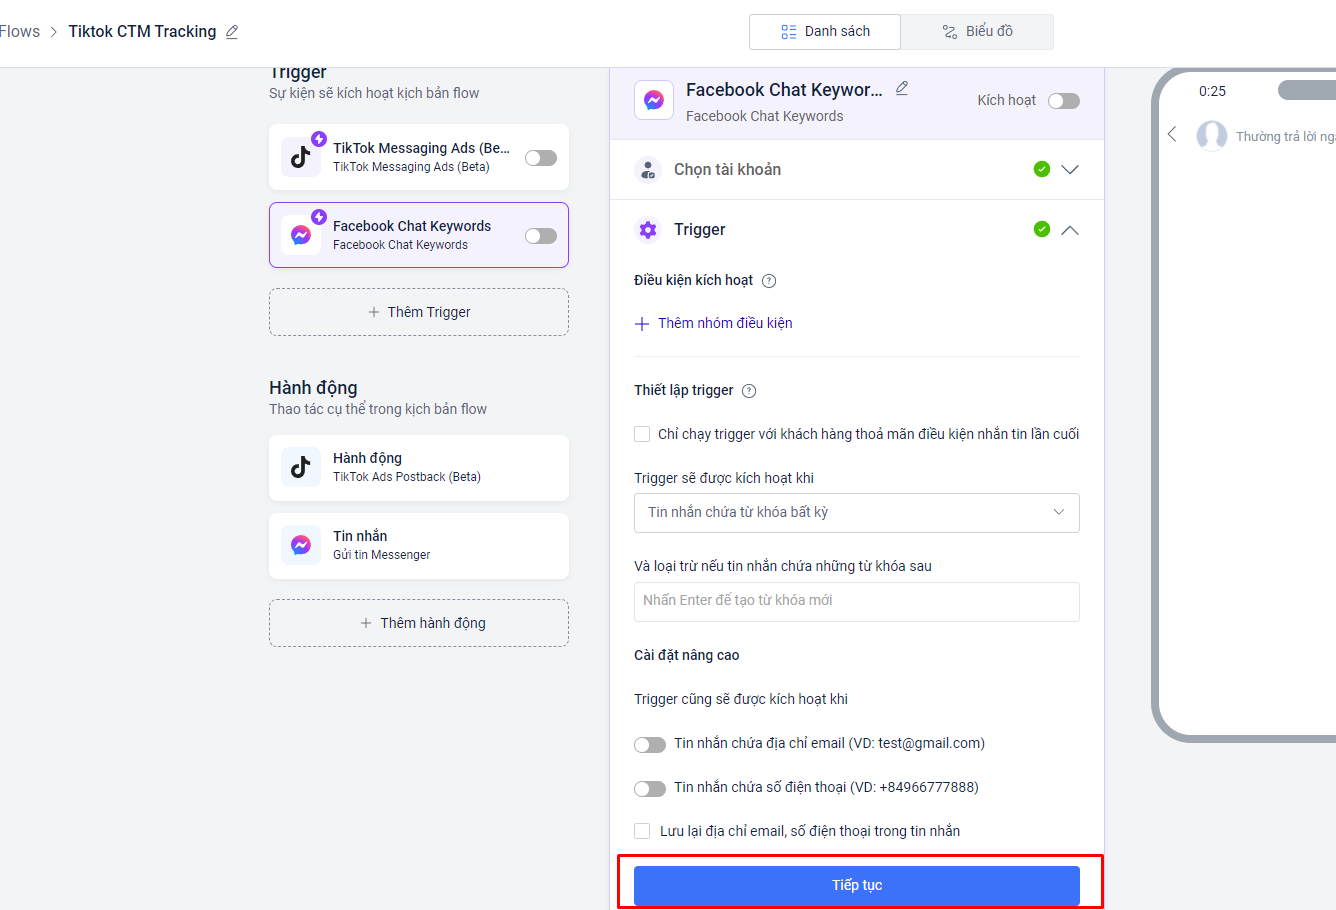 Flows > Tiktok CTM Tracking
Danh sách
Biểu đồ
Trigger
Sự kiện sẽ kích hoạt kịch bản flow
TikTok Messaging Ads (Be...
TikTok Messaging Ads (Beta)
Facebook Chat Keywords
Facebook Chat Keywords
+ Thêm Trigger
Hành động
Thao tác cụ thể trong kịch bản flow
Hành động
TikTok Ads Postback (Beta)
Tin nhắn
Gửi tin Messenger
+ Thêm hành động
Facebook Chat Keywor...
Facebook Chat Keywords
Kích hoạt
Chọn tài khoản
Trigger
Điều kiện kích hoạt ?
+ Thêm nhóm điều kiện
Thiết lập trigger ?
Chỉ chạy trigger với khách hàng thoả mãn điều kiện nhắn tin lần cuối
Trigger sẽ được kích hoạt khi
Tin nhắn chứa từ khóa bất kỳ
Và loại trừ nếu tin nhắn chứa những từ khóa sau
Nhấn Enter để tạo từ khóa mới
Cài đặt nâng cao
Trigger cũng sẽ được kích hoạt khi
Tin nhắn chứa địa chỉ email (VD: test@gmail.com)
Tin nhắn chứa số điện thoại (VD: +84966777888)
Lưu lại địa chỉ email, số điện thoại trong tin nhắn
Tiếp tục
0:25
Thường trả lời